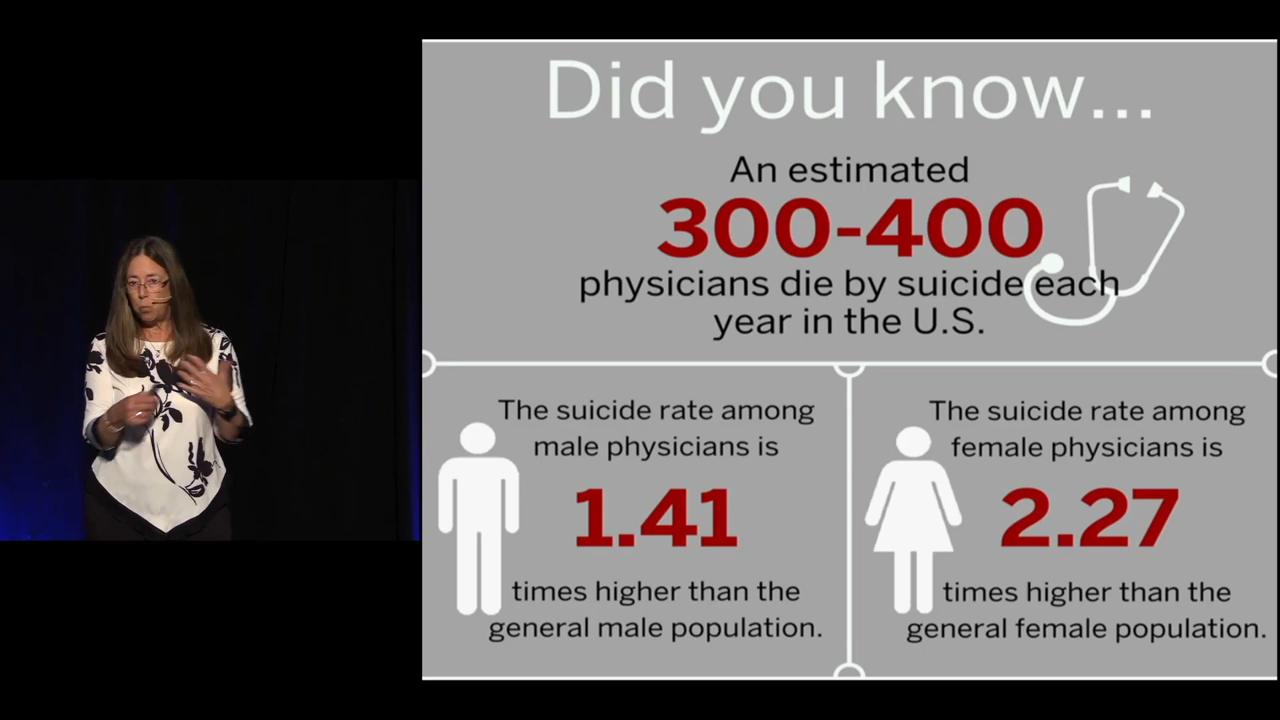 Did you know...
An estimated
300-400
physicians die by suicide each
year in the U.S.
The suicide rate among
male physicians is
1.41
times higher than the
general male population.
The suicide rate among
female physicians is
2.27
times higher than the
general female population.